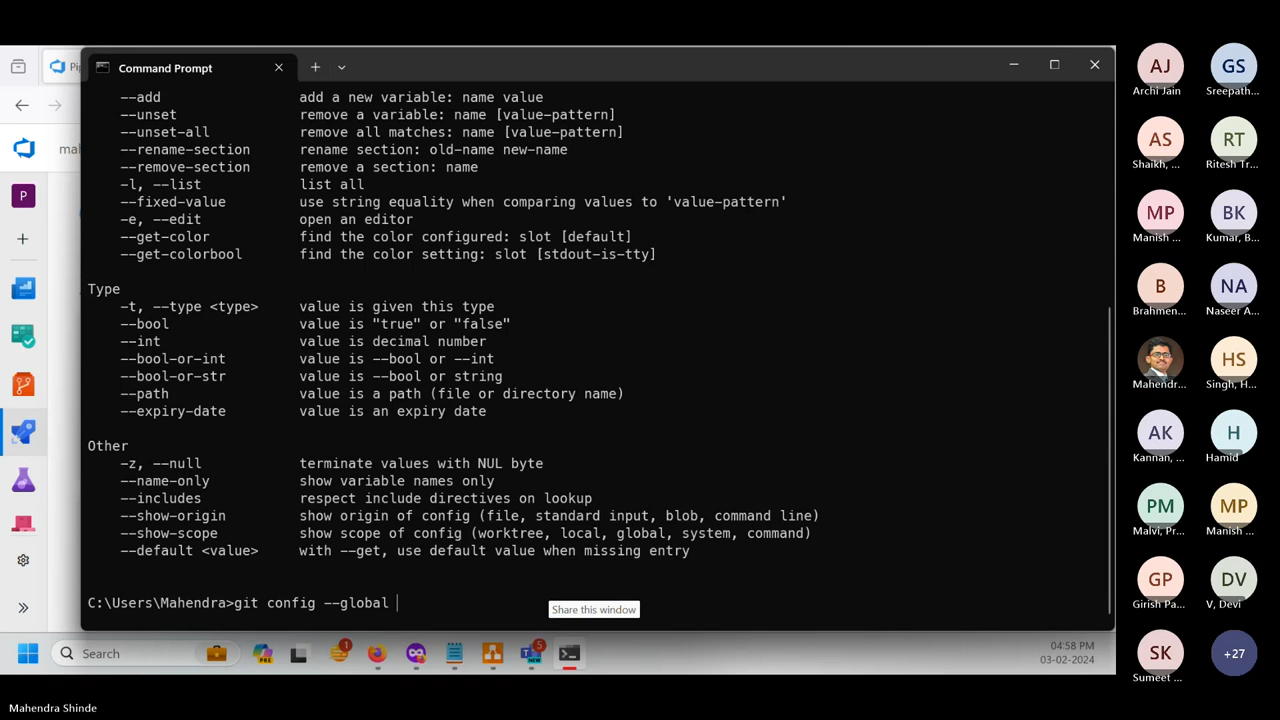 Command Prompt
--add add a new variable: name value
--unset remove a variable: name [value-pattern]
--unset-all remove all matches: name [value-pattern]
--rename-section rename section: old-name new-name
--remove-section remove a section: name
-l, --list list all
--fixed-value use string equality when comparing values to 'value-pattern'
-e, --edit open an editor
--get-color find the color configured: slot [default]
--get-colorbool find the color setting: slot [stdout-is-tty]
Type
-t, --type <type> value is given this type
--bool value is "true" or "false"
--int value is decimal number
--bool-or-int value is --bool or --int
--bool-or-str value is --bool or string
--path value is a path (file or directory name)
--expiry-date value is an expiry date
Other
-z, --null terminate values with NUL byte
--name-only show variable names only
--includes respect include directives on lookup
--show-origin show origin of config (file, standard input, blob, command line)
--show-scope show scope of config (worktree, local, global, system, command)
--default <value> with --get, use default value when missing entry
C:\Users\Mahendra>git config --global
Share this window
P
Search
PRE
1
5
NEW
04:58 PM
03-02-2024
AJ
Archi Jain
GS
Sreepath...
AS
Shaikh, ...
RT
Ritesh Tr...
MP
Manish ...
BK
Kumar, B...
B
Brahmen...
NA
Naseer A...
Mahendr...
HS
Singh, H...
AK
Kannan, ...
H
Hamid
PM
Malvi, Pr...
MP
Manish ...
GP
Girish Pa...
DV
V, Devi
SK
Sumeet ...
+27
Mahendra Shinde